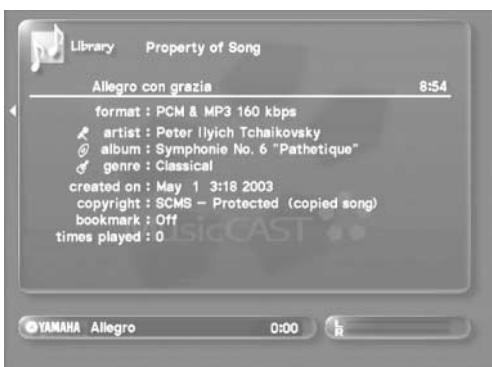 Library Property of Song
Allegro con grazia 8:54
format : PCM & MP3 160 kbps
artist : Peter Ilyich Tchaikovsky
album : Symphonie No. 6 "Pathetique"
genre : Classical
created on : May 1 3:18 2003
copyright : SCMS – Protected (copied song)
bookmark : Off
times played : 0
MusicCAST
YAMAHA Allegro 0:00 L
R